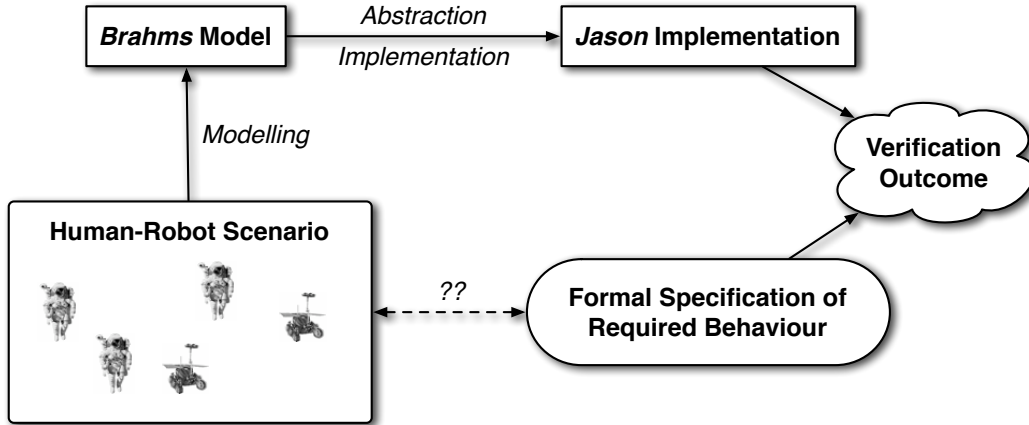 Brahms Model
Abstraction
Implementation
Jason Implementation
Modelling
Verification
Outcome
Human-Robot Scenario
??
Formal Specification of
Required Behaviour